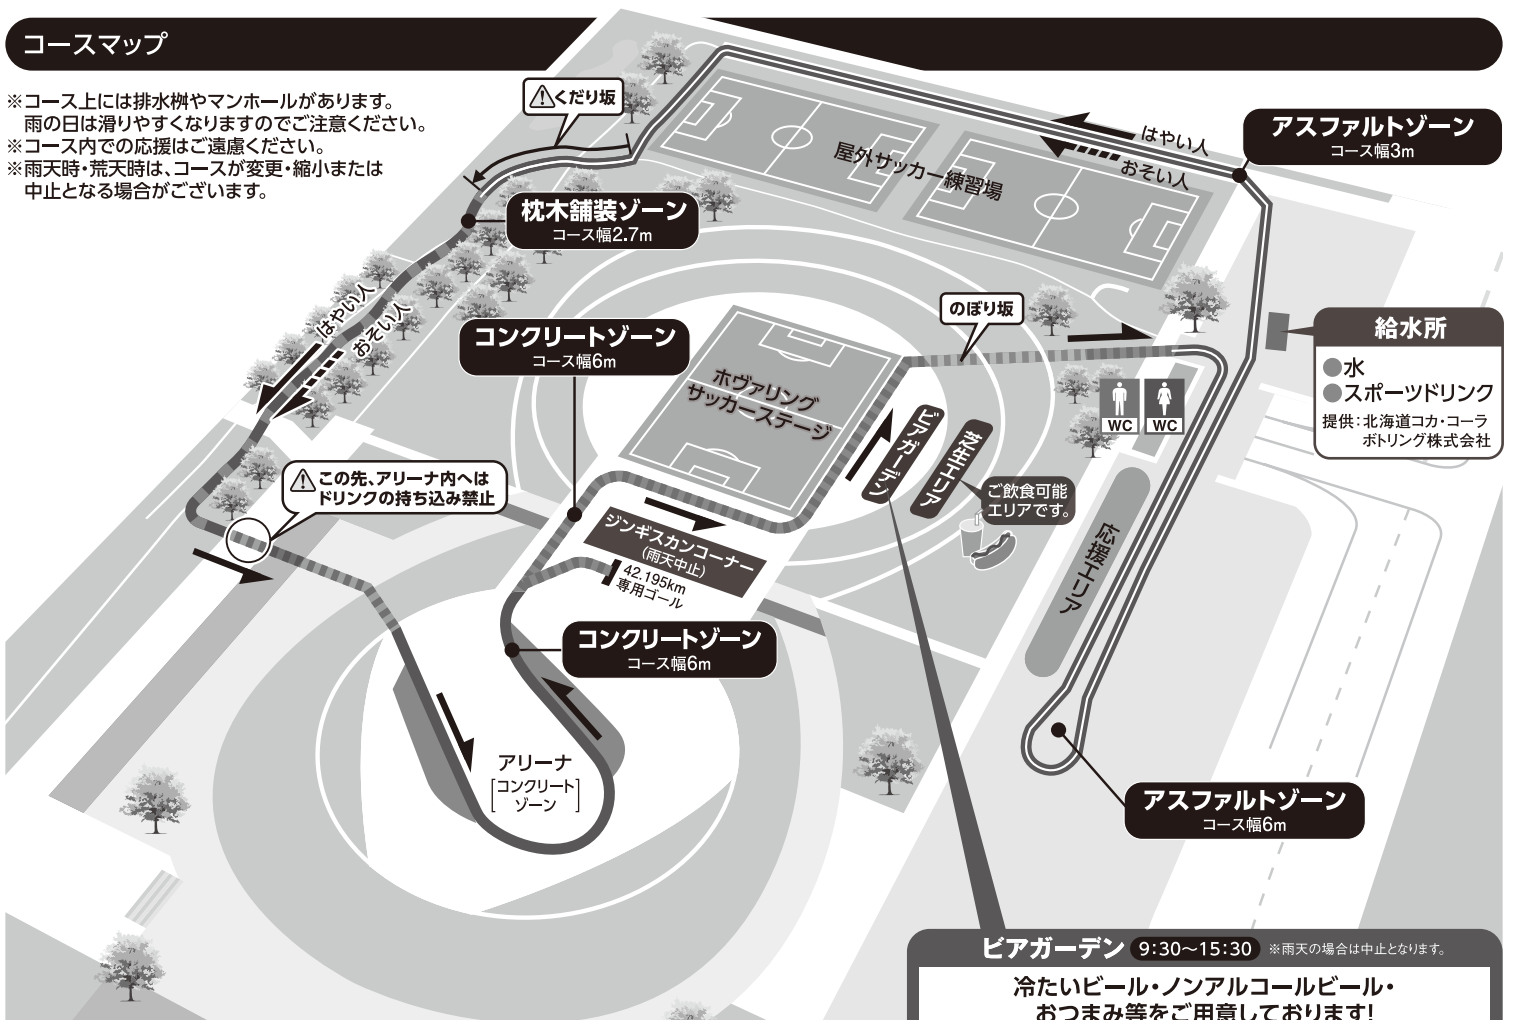 コースマップ
※コース上には排水桝やマンホールがあります。
雨の日は滑りやすくなりますのでご注意ください。
※コース内での応援はご遠慮ください。
※雨天時・荒天時は、コースが変更・縮小または
中止となる場合がございます。
⚠くだり坂
はやい人
おそい人
アスファルトゾーン
コース幅3m
屋外サッカー練習場
枕木舗装ゾーン
コース幅2.7m
はやい人
おそい人
コンクリートゾーン
コース幅6m
のぼり坂
給水所
●水
●スポーツドリンク
提供:北海道コカ・コーラ
ボトリング株式会社
ホヴァリング
サッカーステージ
WC
WC
ビアガーデン
芝生エリア
ご飲食可能
エリアです。
⚠この先、アリーナ内へは
ドリンクの持ち込み禁止
ジンギスカンコーナー
(雨天中止)
42.195km
専用ゴール
応援エリア
コンクリートゾーン
コース幅6m
アリーナ
[コンクリート
ゾーン]
アスファルトゾーン
コース幅6m
ビアガーデン 9:30～15:30 ※雨天の場合は中止となります。
冷たいビール・ノンアルコールビール・
おつまみ等をご用意しております!